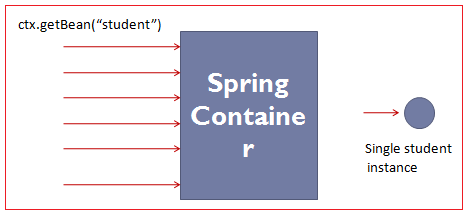 ctx.getBean(“student”)
Spring
Containe
r
Single student
instance